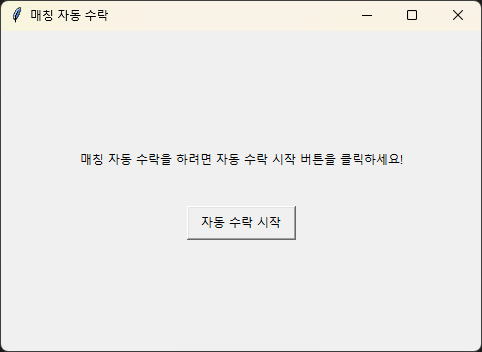 매칭 자동 수락
매칭 자동 수락을 하려면 자동 수락 시작 버튼을 클릭하세요!
자동 수락 시작